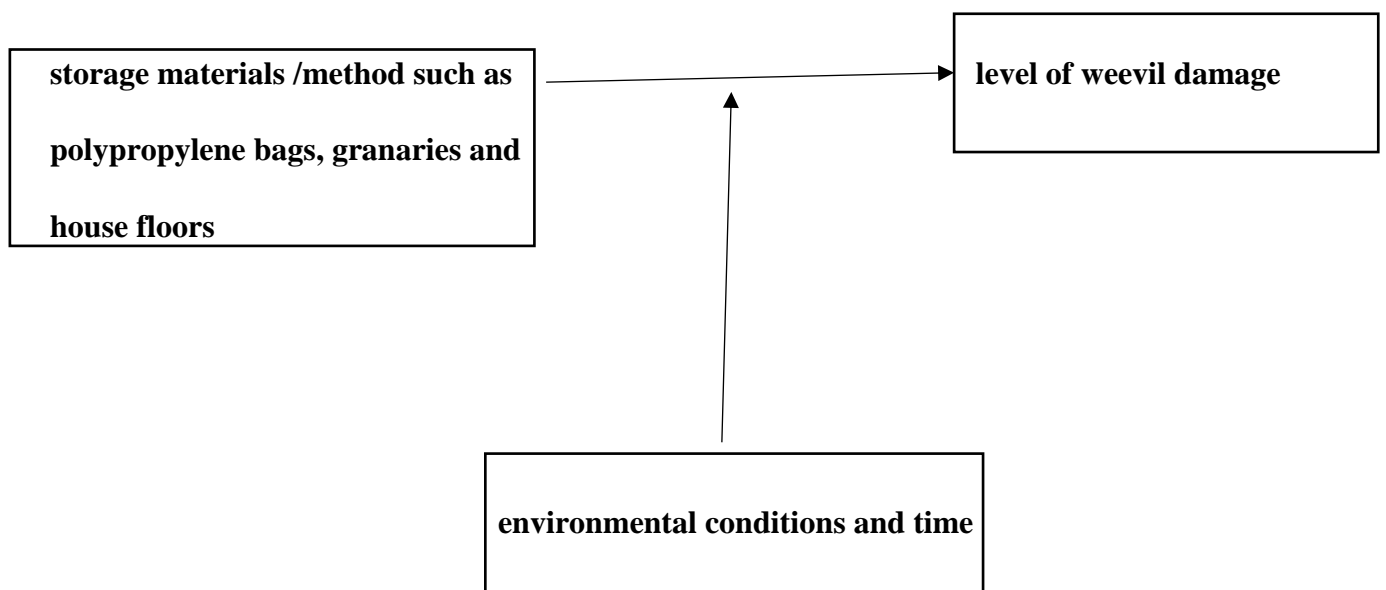 storage materials /method such as
polypropylene bags, granaries and
house floors
level of weevil damage
environmental conditions and time